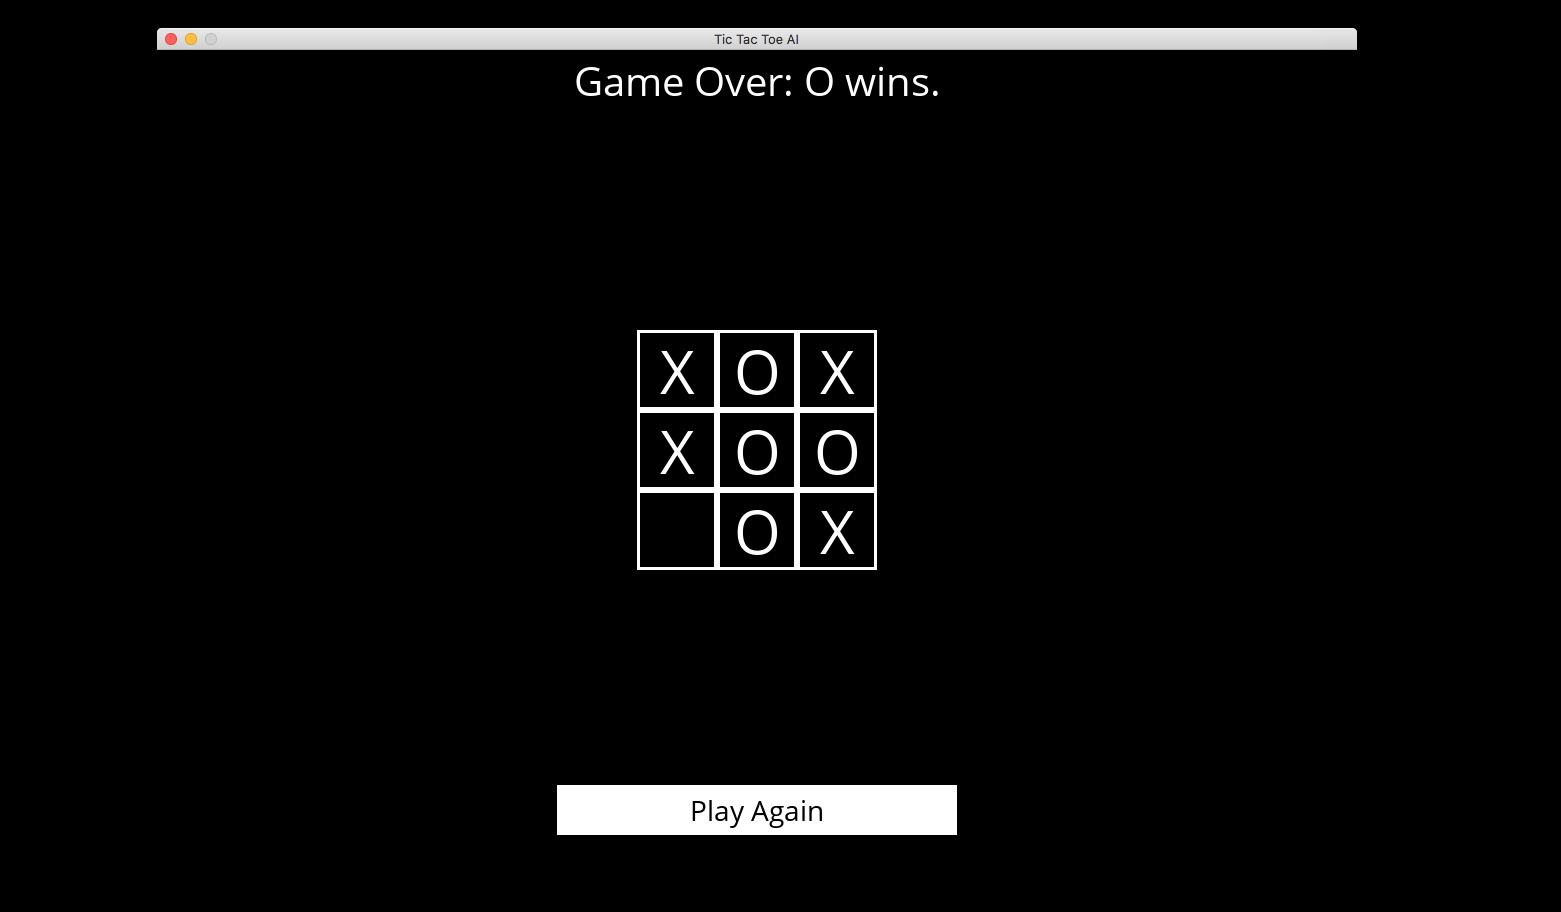 Tic Tac Toe AI
Game Over: O wins.
X O X
X O O
O X
Play Again